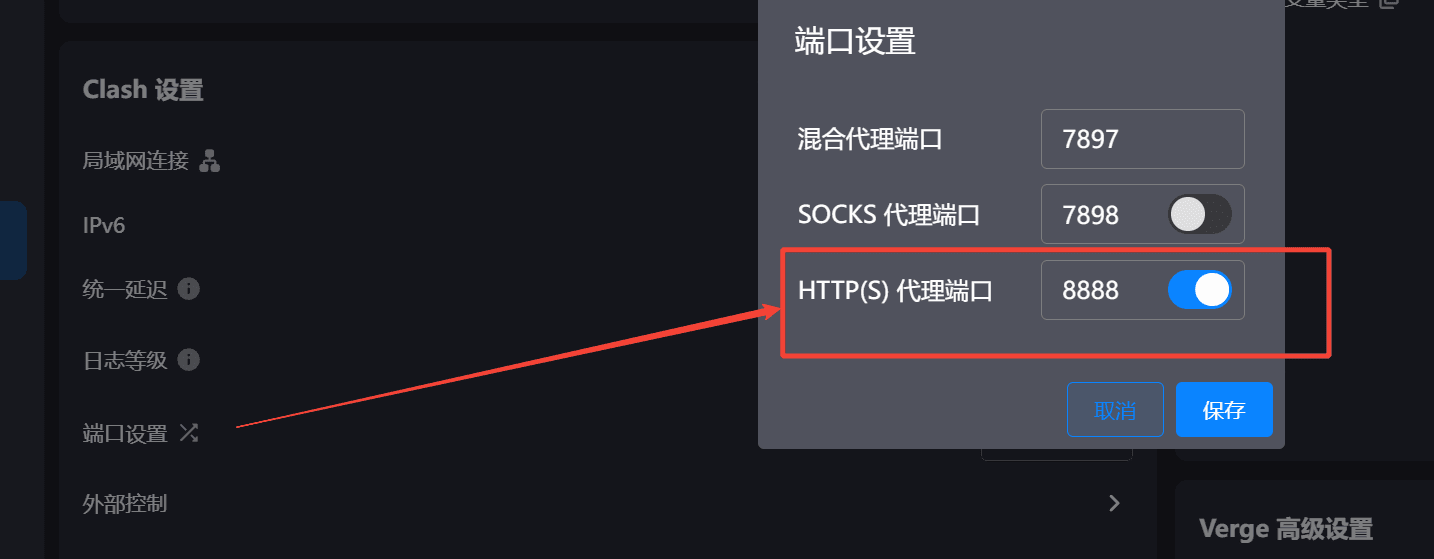 Clash 设置
局域网连接
IPv6
统一延迟
日志等级
端口设置
外部控制
端口设置
混合代理端口
7897
SOCKS 代理端口
7898
HTTP(S) 代理端口
8888
取消
保存
Verge 高级设置